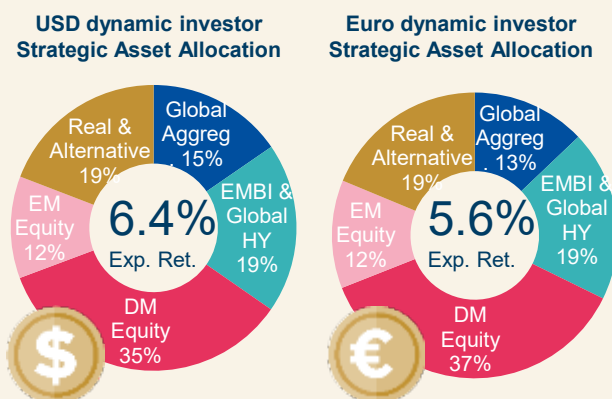 USD dynamic investor
Strategic Asset Allocation
Global
Aggreg
. 15%
EMBI &
Global
HY
19%
DM
Equity
35%
EM
Equity
12%
Real &
Alternative
19%
6.4%
Exp. Ret.
$
Euro dynamic investor
Strategic Asset Allocation
Global
Aggreg
. 13%
EMBI &
Global
HY
19%
DM
Equity
37%
EM
Equity
12%
Real &
Alternative
19%
5.6%
Exp. Ret.
€